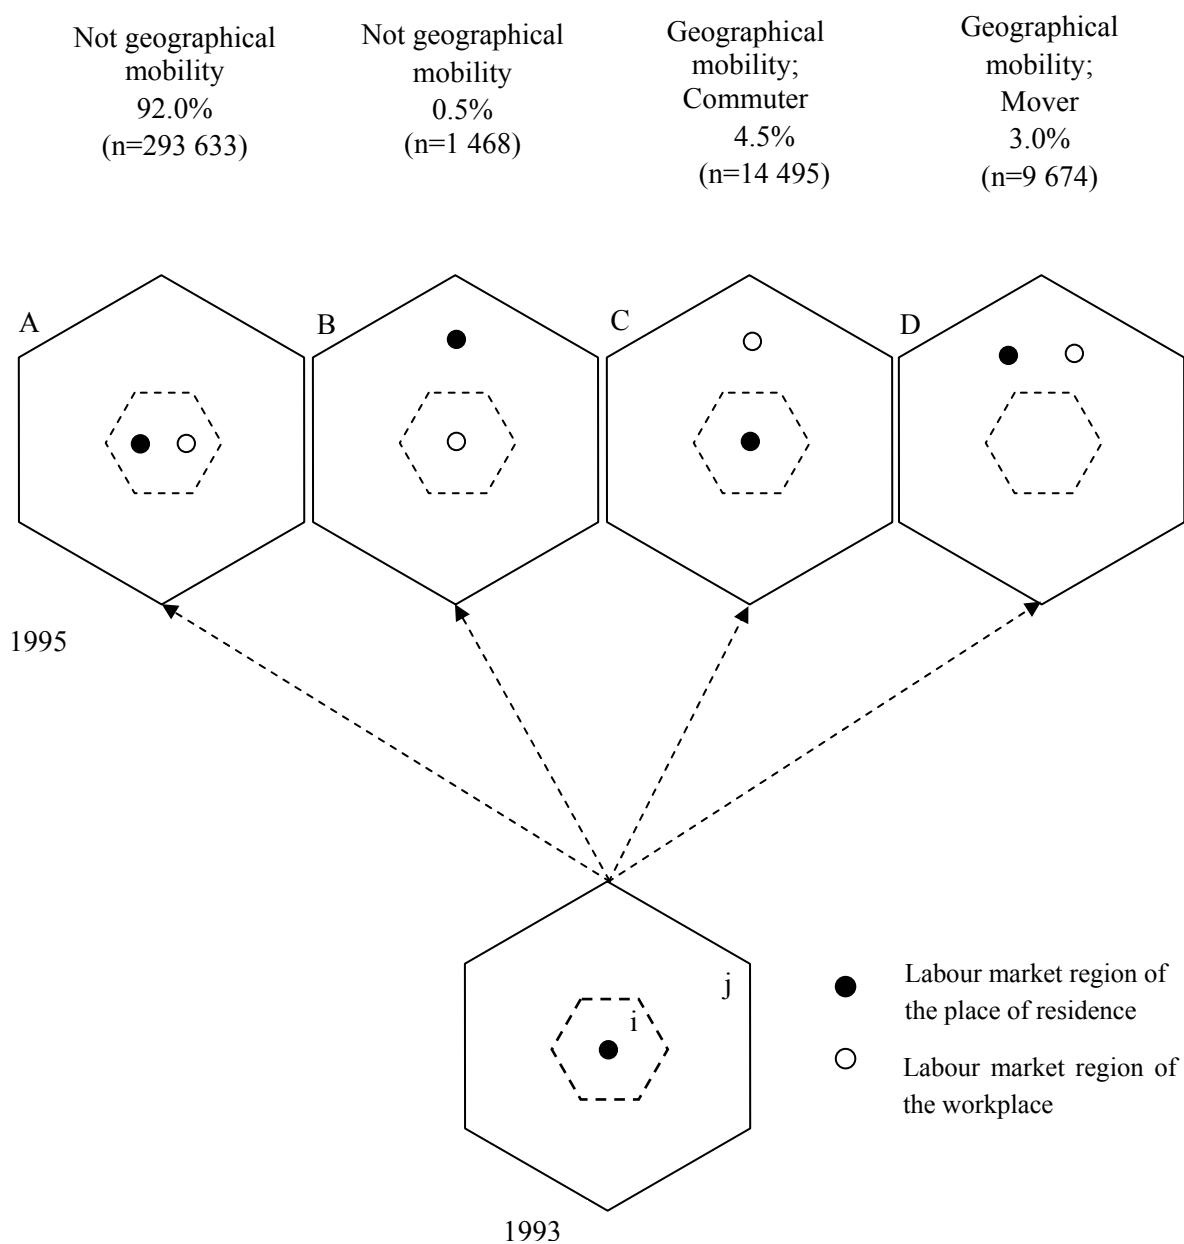 Not geographical
mobility
92.0%
(n=293 633)
Not geographical
mobility
0.5%
(n=1 468)
Geographical
mobility;
Commuter
4.5%
(n=14 495)
Geographical
mobility;
Mover
3.0%
(n=9 674)
A
B
C
D
1995
j
i
Labour market region of
the place of residence
Labour market region of
the workplace
1993